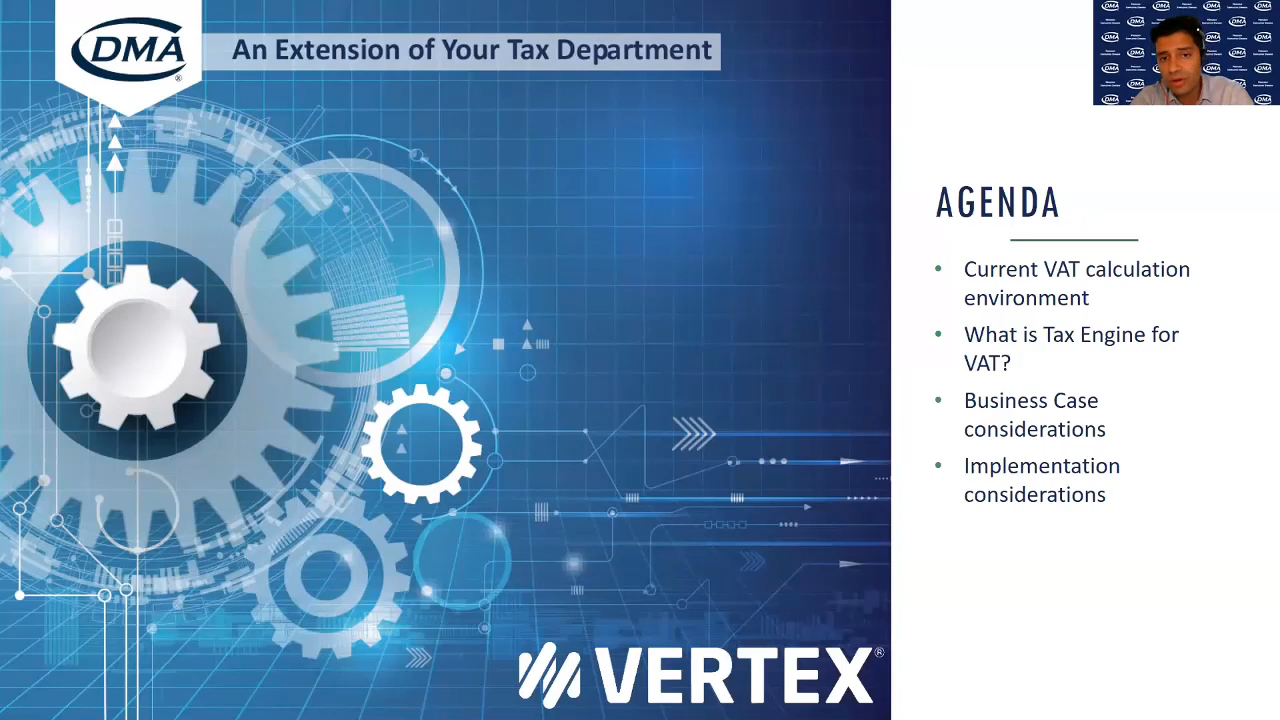 DMA
®
An Extension of Your Tax Department
AGENDA
• Current VAT calculation
environment
• What is Tax Engine for
VAT?
• Business Case
considerations
• Implementation
considerations
VERTEX®